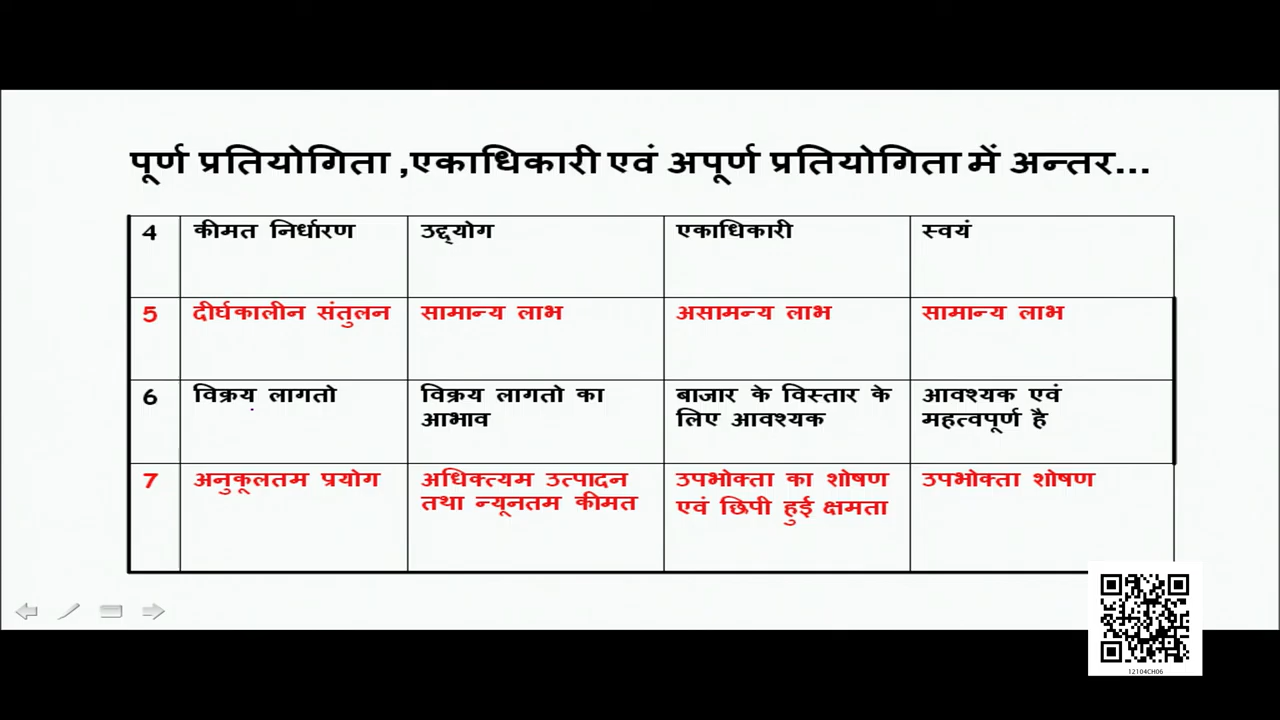 पूर्ण प्रतियोगिता ,एकाधिकारी एवं अपूर्ण प्रतियोगिता में अन्तर...
4 कीमत निर्धारण उद्द्योग एकाधिकारी स्वयं
5 दीर्घकालीन संतुलन सामान्य लाभ असामन्य लाभ सामान्य लाभ
6 विक्रय लागतो विक्रय लागतो का बाजार के विस्तार के आवश्यक एवं
आभाव लिए आवश्यक महत्वपूर्ण है
7 अनुकूलतम प्रयोग अधिक्त्यम उत्पादन उपभोक्ता का शोषण उपभोक्ता शोषण
तथा न्यूनतम कीमत एवं छिपी हुई क्षमता
12104CH06